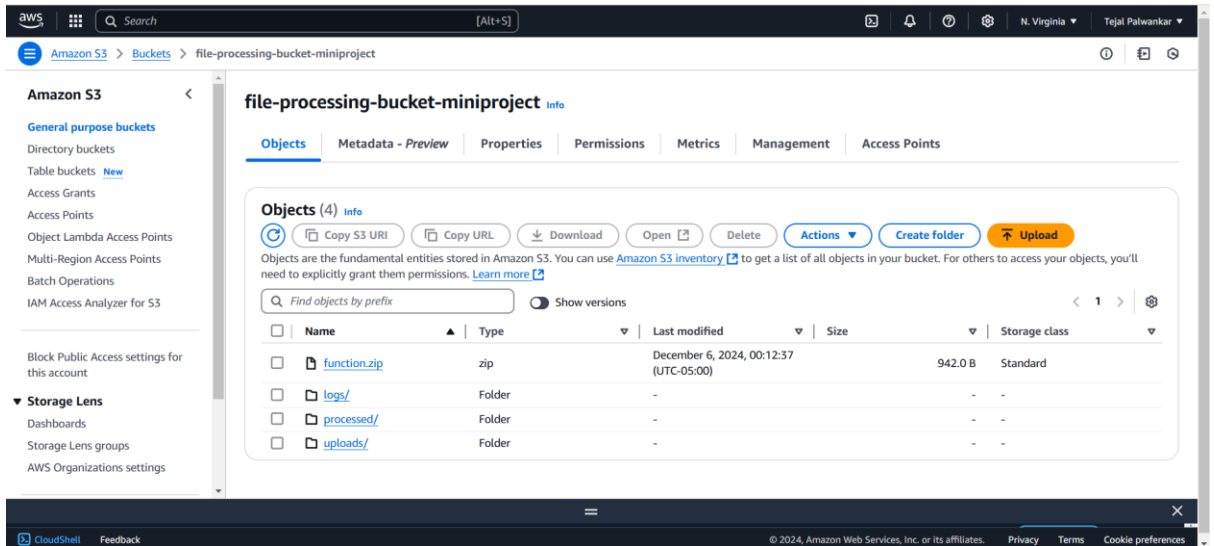 aws
Search
[Alt+S]
N. Virginia ▼
Tejal Palwankar ▼
Amazon S3 > Buckets > file-processing-bucket-miniproject
Amazon S3
General purpose buckets
Directory buckets
Table buckets New
Access Grants
Access Points
Object Lambda Access Points
Multi-Region Access Points
Batch Operations
IAM Access Analyzer for S3
Block Public Access settings for
this account
▼ Storage Lens
Dashboards
Storage Lens groups
AWS Organizations settings
file-processing-bucket-miniproject Info
Objects
Metadata - Preview
Properties
Permissions
Metrics
Management
Access Points
Objects (4) Info
Copy S3 URI
Copy URL
Download
Open
Delete
Actions ▼
Create folder
Upload
Objects are the fundamental entities stored in Amazon S3. You can use Amazon S3 inventory to get a list of all objects in your bucket. For others to access your objects, you'll
need to explicitly grant them permissions. Learn more
Find objects by prefix
Show versions
< 1 >
Name Type Last modified Size Storage class
function.zip zip December 6, 2024, 00:12:37 (UTC-05:00) 942.0 B Standard
logs/ Folder - - -
processed/ Folder - - -
uploads/ Folder - - -
CloudShell Feedback
© 2024, Amazon Web Services, Inc. or its affiliates. Privacy Terms Cookie preferences